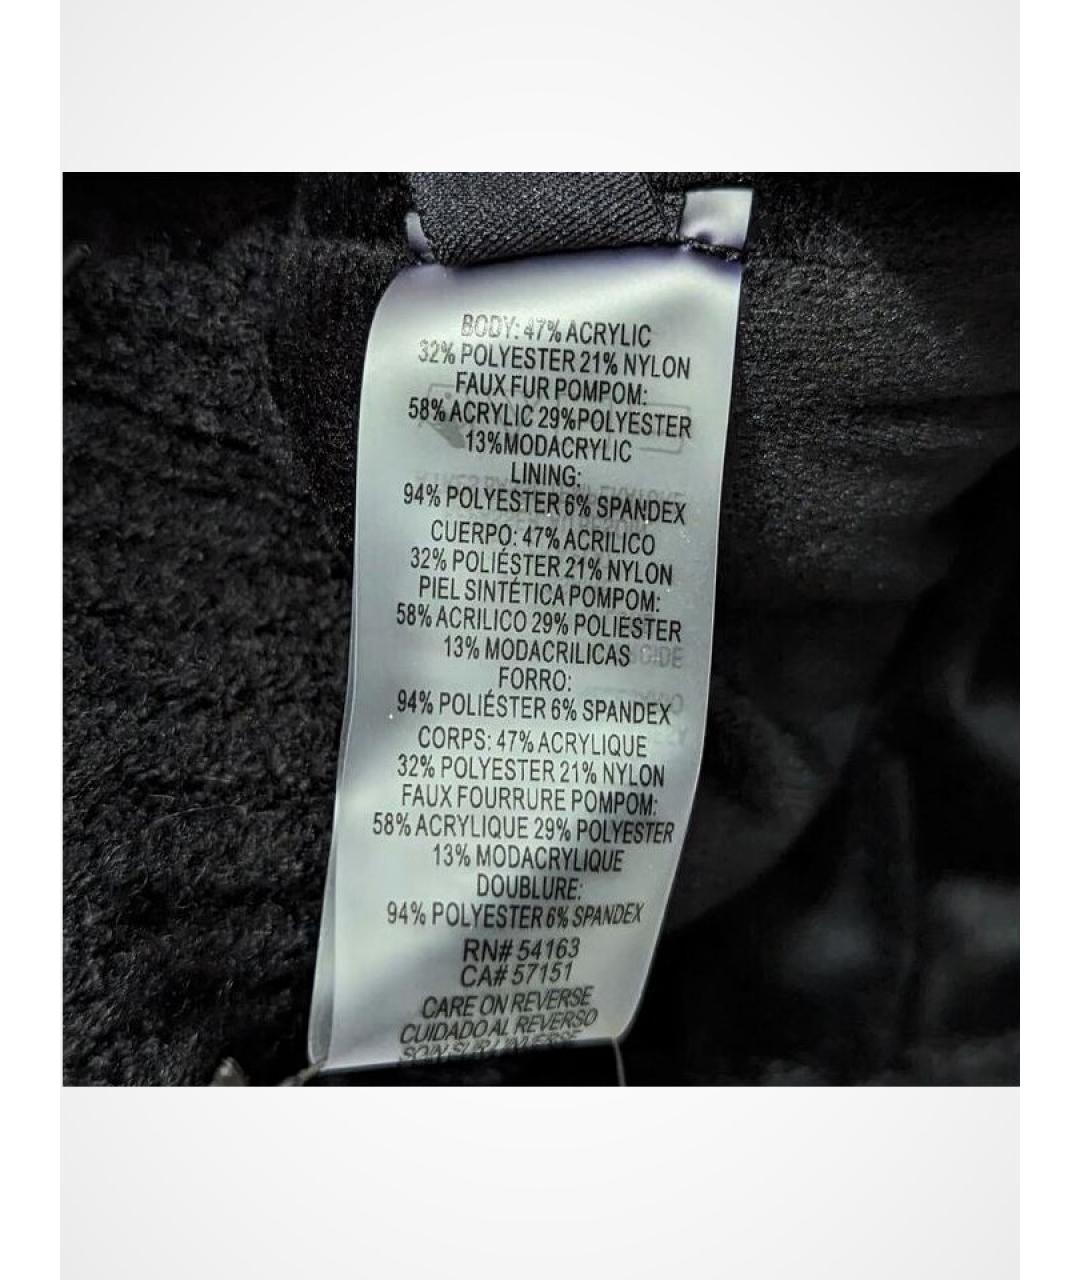 BODY: 47% ACRYLIC
32% POLYESTER 21% NYLON
FAUX FUR POMPOM:
58% ACRYLIC 29%POLYESTER
13%MODACRYLIC
LINING:
94% POLYESTER 6% SPANDEX
CUERPO: 47% ACRILICO
32% POLIÉSTER 21% NYLON
PIEL SINTÉTICA POMPOM:
58% ACRILICO 29% POLIÉSTER
13% MODACRILICAS
FORRO:
94% POLIÉSTER 6% SPANDEX
CORPS: 47% ACRYLIQUE
32% POLYESTER 21% NYLON
FAUX FOURRURE POMPOM:
58% ACRYLIQUE 29% POLYESTER
13% MODACRYLIQUE
DOUBLURE:
94% POLYESTER 6% SPANDEX
RN# 54163
CA# 57151
CARE ON REVERSE
CUIDADO AL REVERSO
SOIN SUR L'INVERSE